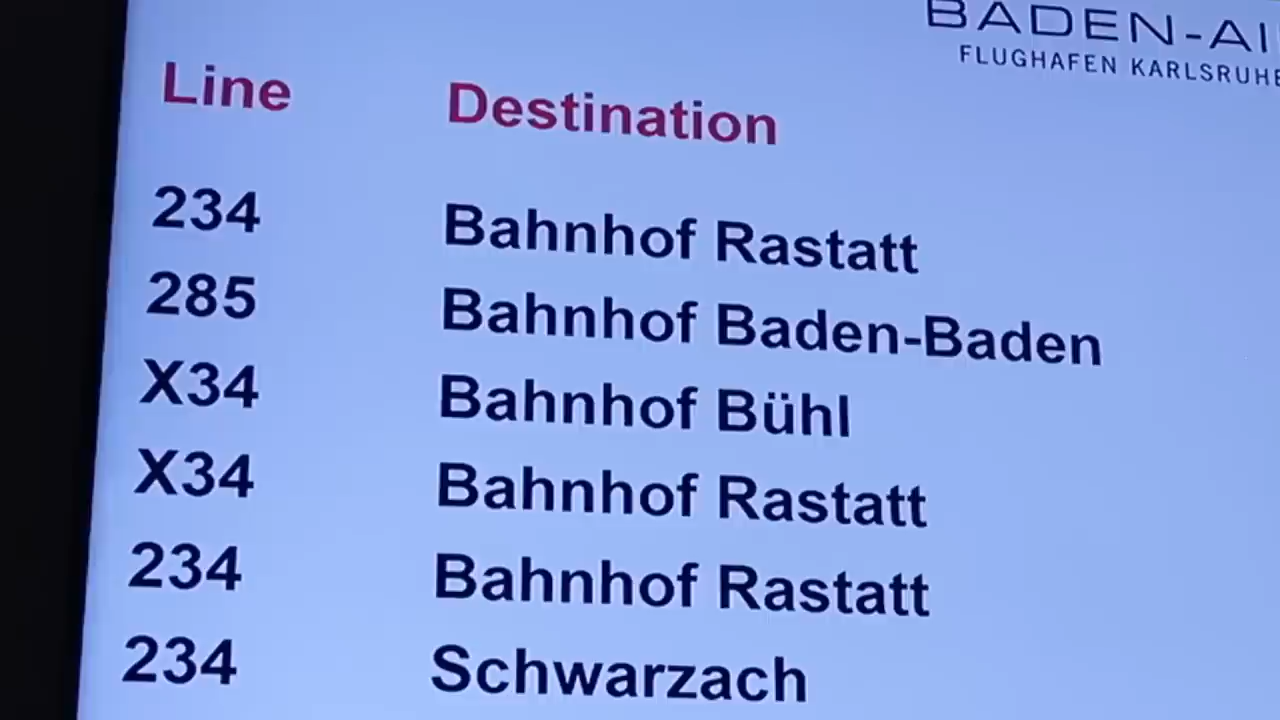 BADEN-AI
FLUGHAFEN KARLSRUHE
Line Destination
234 Bahnhof Rastatt
285 Bahnhof Baden-Baden
X34 Bahnhof Bühl
X34 Bahnhof Rastatt
234 Bahnhof Rastatt
234 Schwarzach